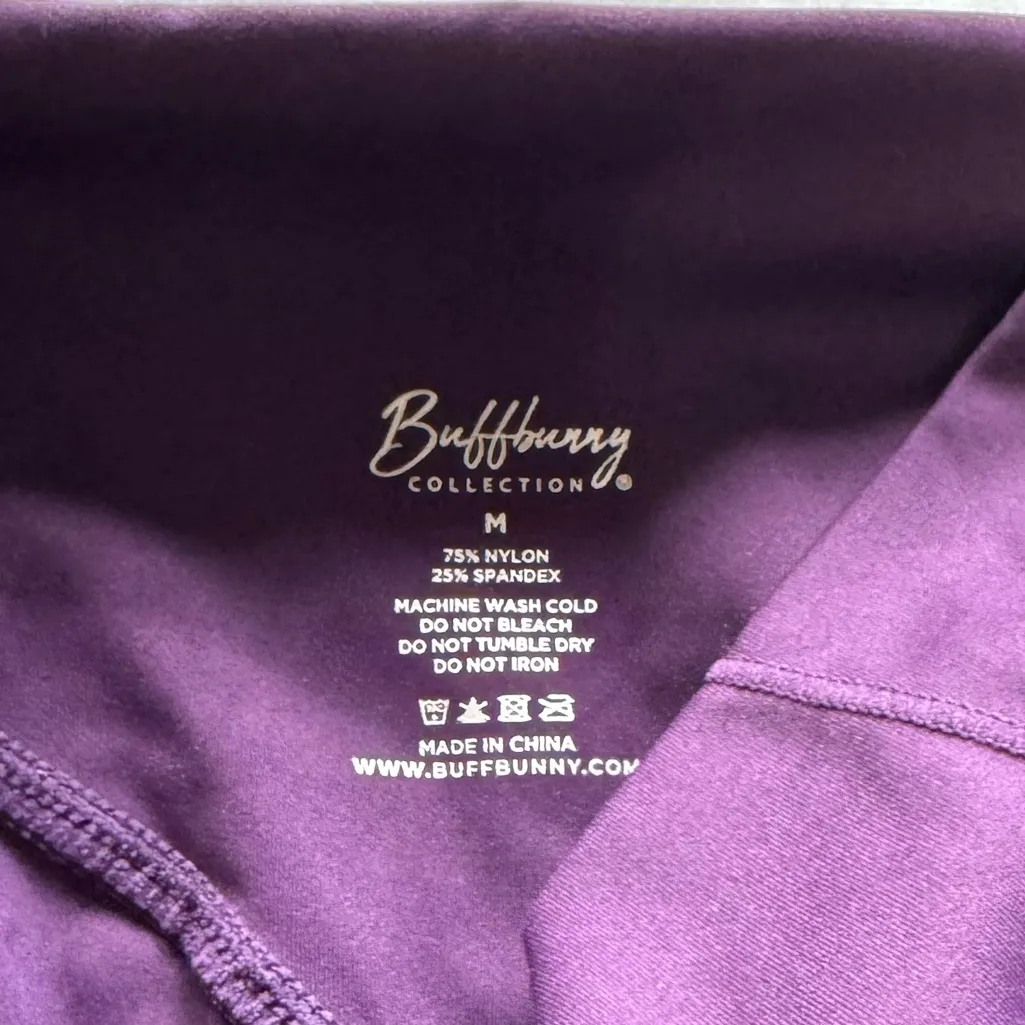 Buffbunny
COLLECTION ®
M
75% NYLON
25% SPANDEX
MACHINE WASH COLD
DO NOT BLEACH
DO NOT TUMBLE DRY
DO NOT IRON
MADE IN CHINA
WWW.BUFFBUNNY.COM